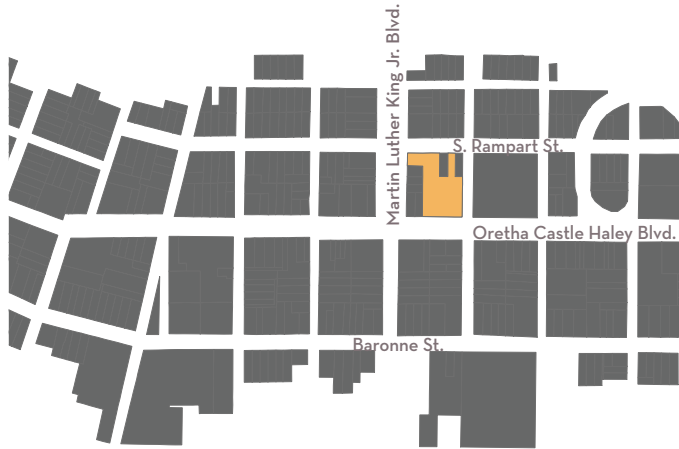 Martin Luther King Jr. Blvd.
S. Rampart St.
Oretha Castle Haley Blvd.
Baronne St.